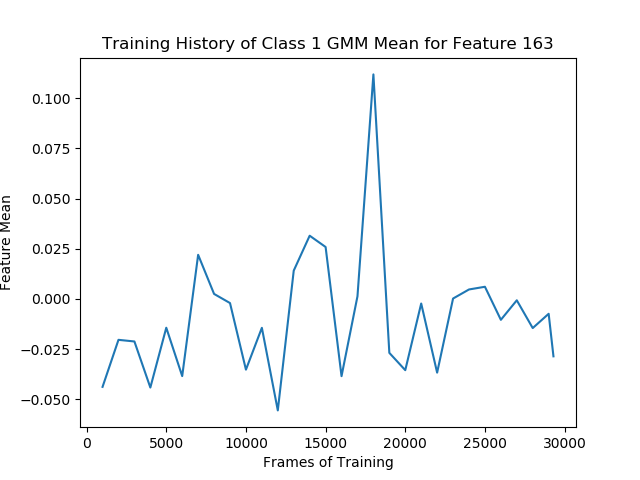 Training History of Class 1 GMM Mean for Feature 163
0.100
0.075
0.050
0.025
0.000
−0.025
−0.050
Feature Mean
0 5000 10000 15000 20000 25000 30000
Frames of Training